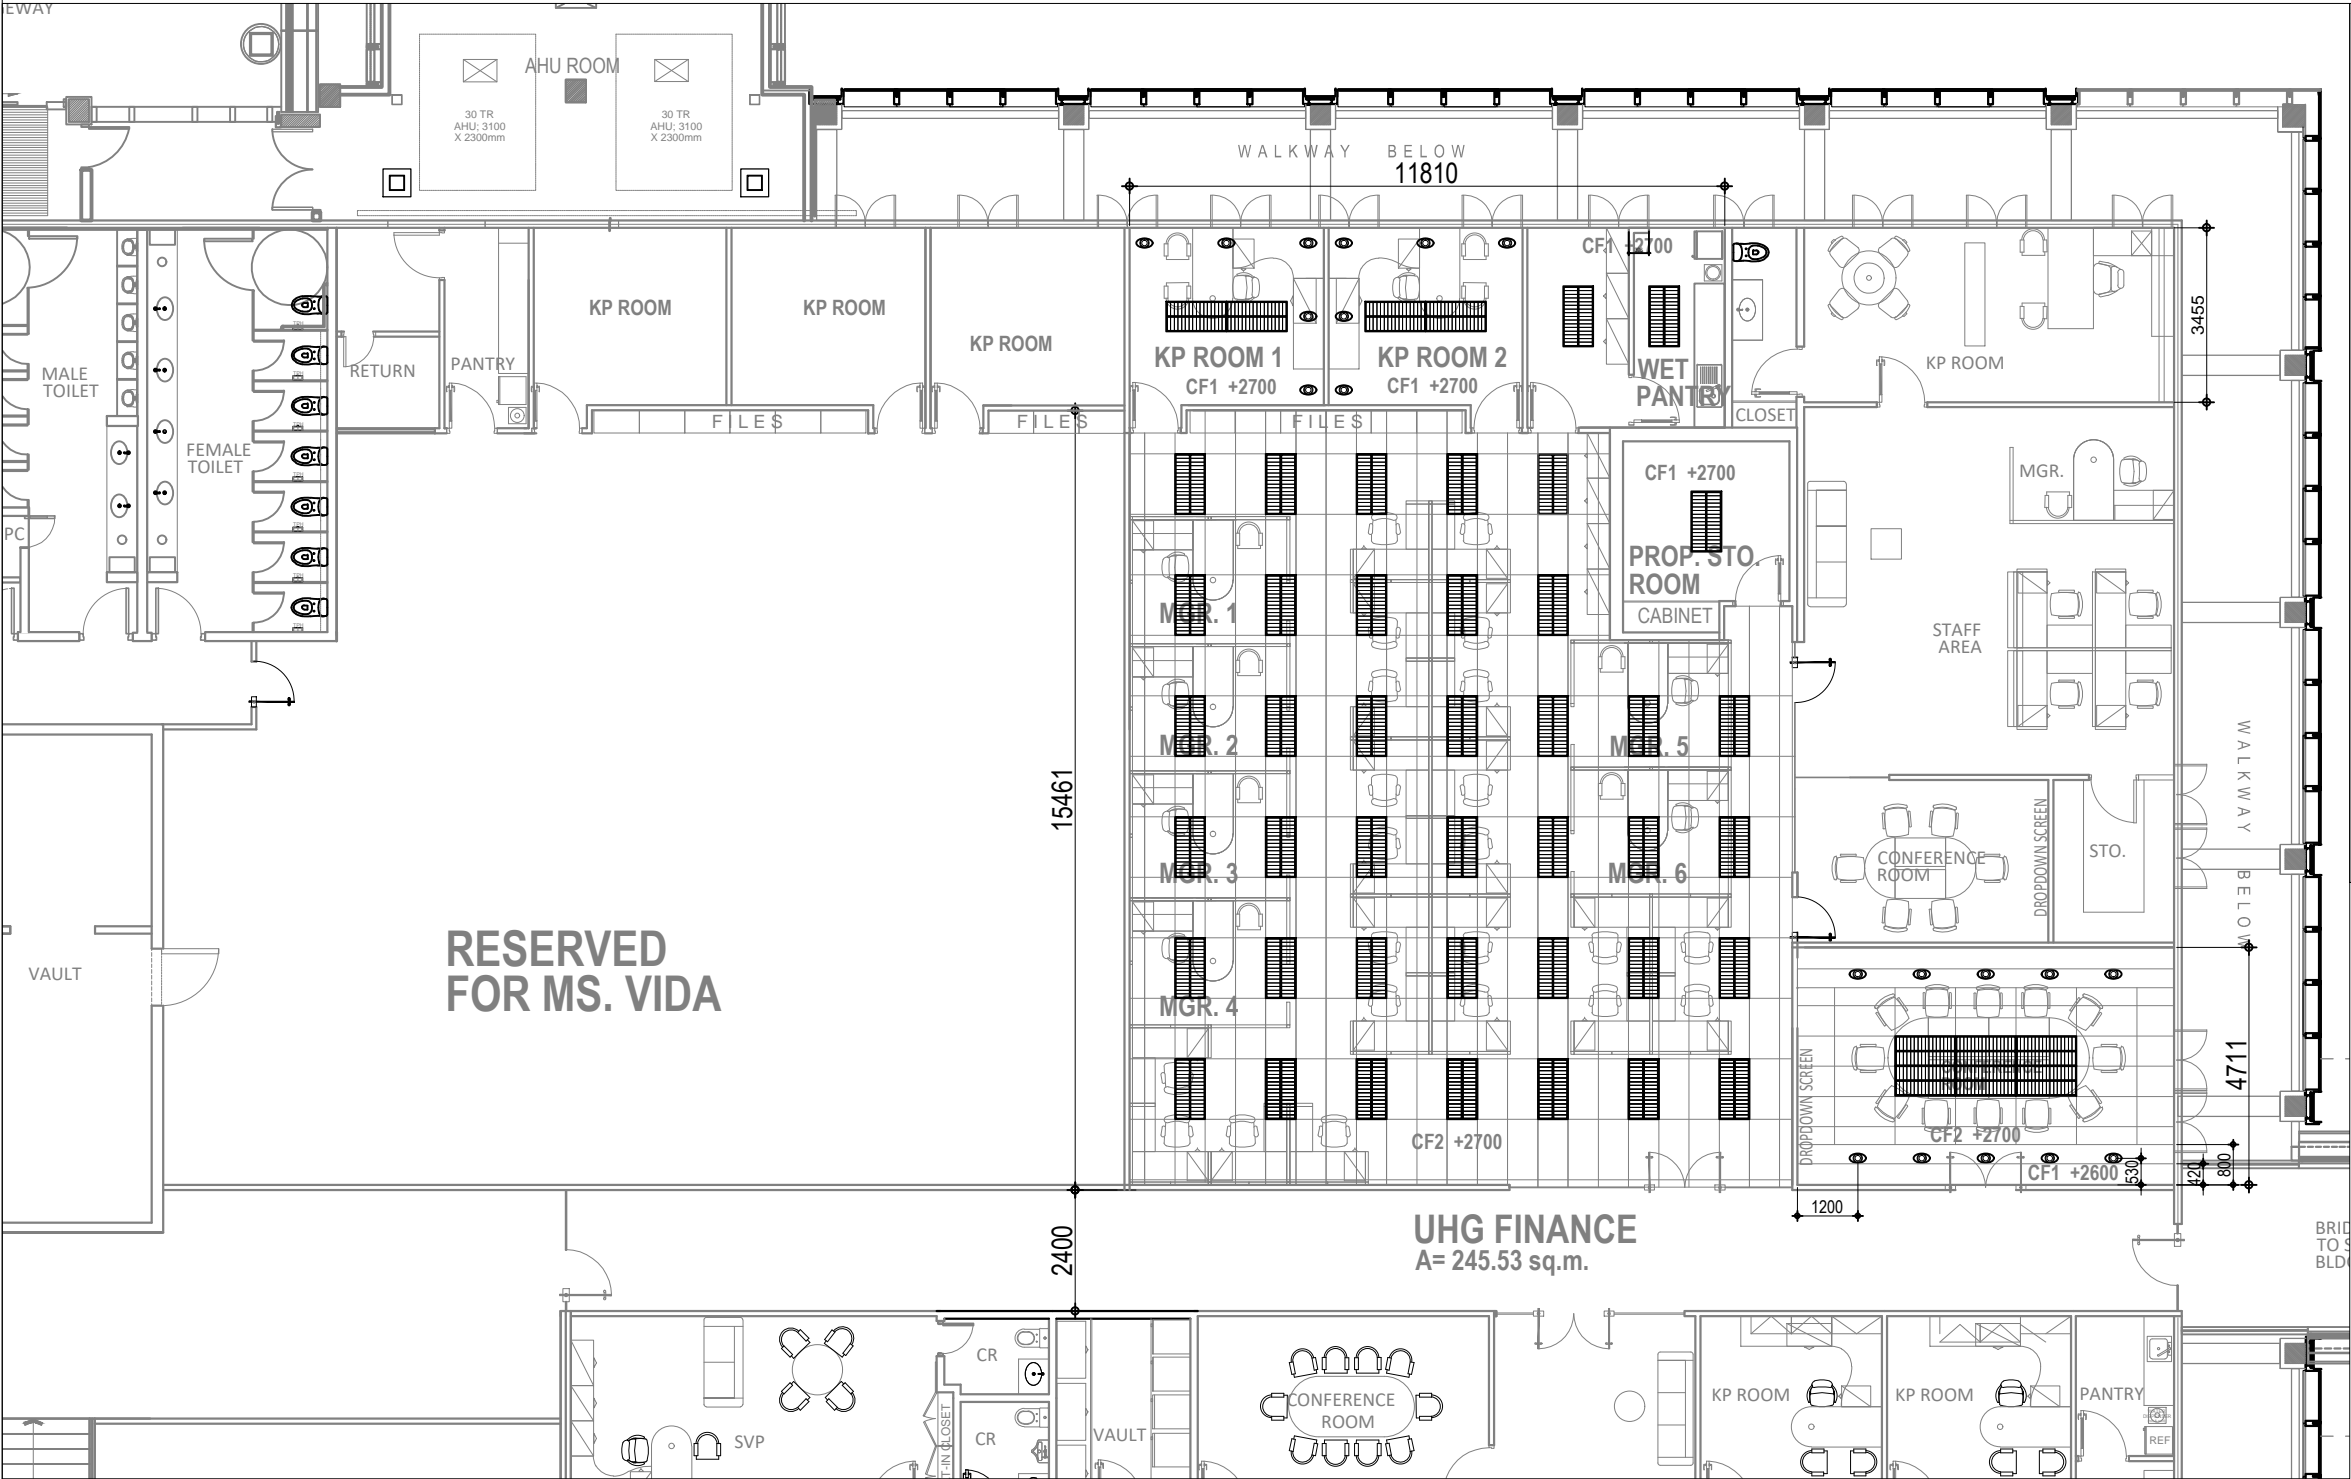 EWAY
AHU ROOM
30 TR
AHU; 3100
X 2300mm
30 TR
AHU; 3100
X 2300mm
WALKWAY BELOW
11810
CF1 +2700
3455
KP ROOM
KP ROOM
KP ROOM
KP ROOM 1
CF1 +2700
KP ROOM 2
CF1 +2700
WET
PANTRY
KP ROOM
MALE
TOILET
RETURN
PANTRY
CLOSET
FILES
FILES
FILES
FEMALE
TOILET
MGR.
CF1 +2700
PC
PROP. STO.
ROOM
CABINET
MGR. 1
STAFF
AREA
MGR. 2
MGR. 5
WALKWAY BELOW
15461
DROPDOWN SCREEN
CONFERENCE
ROOM
STO.
MGR. 3
MGR. 6
RESERVED
FOR MS. VIDA
VAULT
MGR. 4
DROPDOWN SCREEN
CONFERENCE
ROOM
4711
CF2 +2700
CF2 +2700
CF1 +2600
530
420
800
1200
UHG FINANCE
A= 245.53 sq.m.
2400
BRID
TO S
BLD
CR
SVP
CR
T-IN CLOSET
VAULT
CONFERENCE
ROOM
KP ROOM
KP ROOM
PANTRY
REF